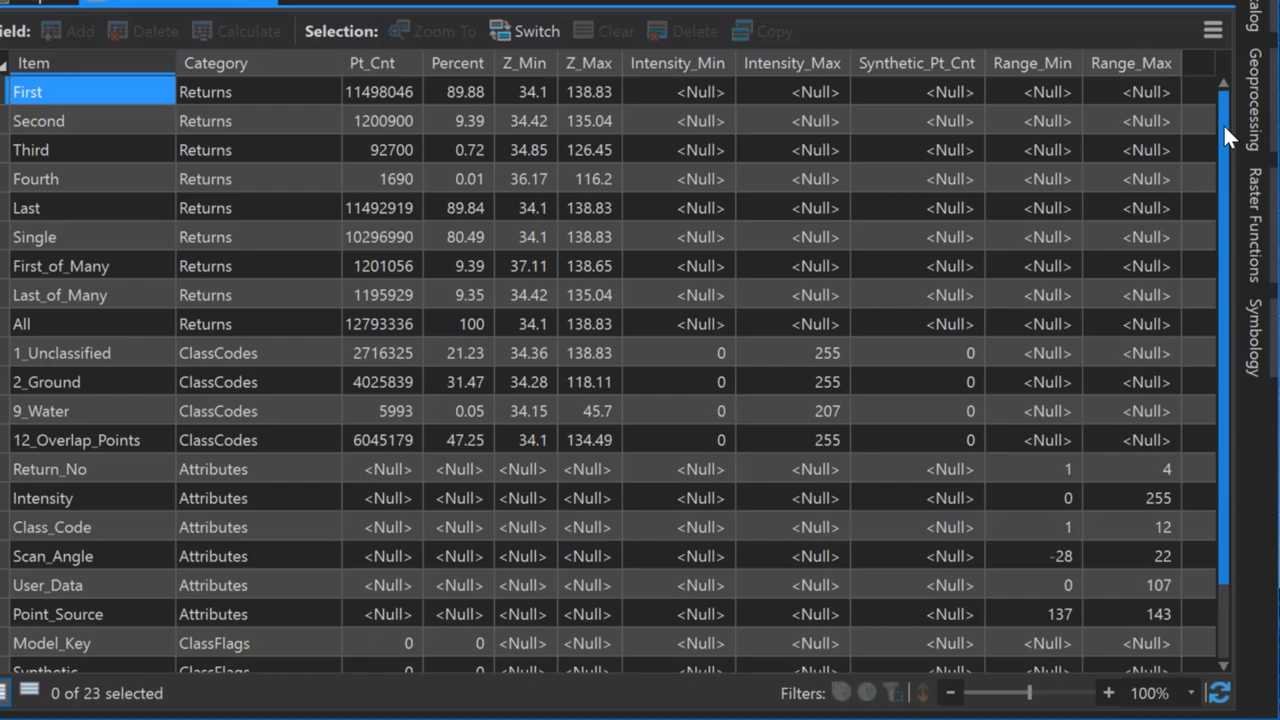 ield: Add Delete Calculate Selection: Zoom To Switch Clear Delete Copy
Item Category Pt_Cnt Percent Z_Min Z_Max Intensity_Min Intensity_Max Synthetic_Pt_Cnt Range_Min Range_Max
First Returns 11498046 89.88 34.1 138.83 <Null> <Null> <Null> <Null> <Null>
Second Returns 1200900 9.39 34.42 135.04 <Null> <Null> <Null> <Null> <Null>
Third Returns 92700 0.72 34.85 126.45 <Null> <Null> <Null> <Null> <Null>
Fourth Returns 1690 0.01 36.17 116.2 <Null> <Null> <Null> <Null> <Null>
Last Returns 11492919 89.84 34.1 138.83 <Null> <Null> <Null> <Null> <Null>
Single Returns 10296990 80.49 34.1 138.83 <Null> <Null> <Null> <Null> <Null>
First_of_Many Returns 1201056 9.39 37.11 138.65 <Null> <Null> <Null> <Null> <Null>
Last_of_Many Returns 1195929 9.35 34.42 135.04 <Null> <Null> <Null> <Null> <Null>
All Returns 12793336 100 34.1 138.83 <Null> <Null> <Null> <Null> <Null>
1_Unclassified ClassCodes 2716325 21.23 34.36 138.83 0 255 0 <Null> <Null>
2_Ground ClassCodes 4025839 31.47 34.28 118.11 0 255 0 <Null> <Null>
9_Water ClassCodes 5993 0.05 34.15 45.7 0 207 0 <Null> <Null>
12_Overlap_Points ClassCodes 6045179 47.25 34.1 134.49 0 255 0 <Null> <Null>
Return_No Attributes <Null> <Null> <Null> <Null> <Null> <Null> <Null> 1 4
Intensity Attributes <Null> <Null> <Null> <Null> <Null> <Null> <Null> 0 255
Class_Code Attributes <Null> <Null> <Null> <Null> <Null> <Null> <Null> 1 12
Scan_Angle Attributes <Null> <Null> <Null> <Null> <Null> <Null> <Null> -28 22
User_Data Attributes <Null> <Null> <Null> <Null> <Null> <Null> <Null> 0 107
Point_Source Attributes <Null> <Null> <Null> <Null> <Null> <Null> <Null> 137 143
Model_Key ClassFlags 0 0 <Null> <Null> <Null> <Null> <Null> <Null> <Null>
Synthetic ClassFlags 0 0 <Null> <Null> <Null> <Null> <Null> <Null> <Null>
0 of 23 selected Filters: 100%
talog
Geoprocessing
Raster Functions
Symbology